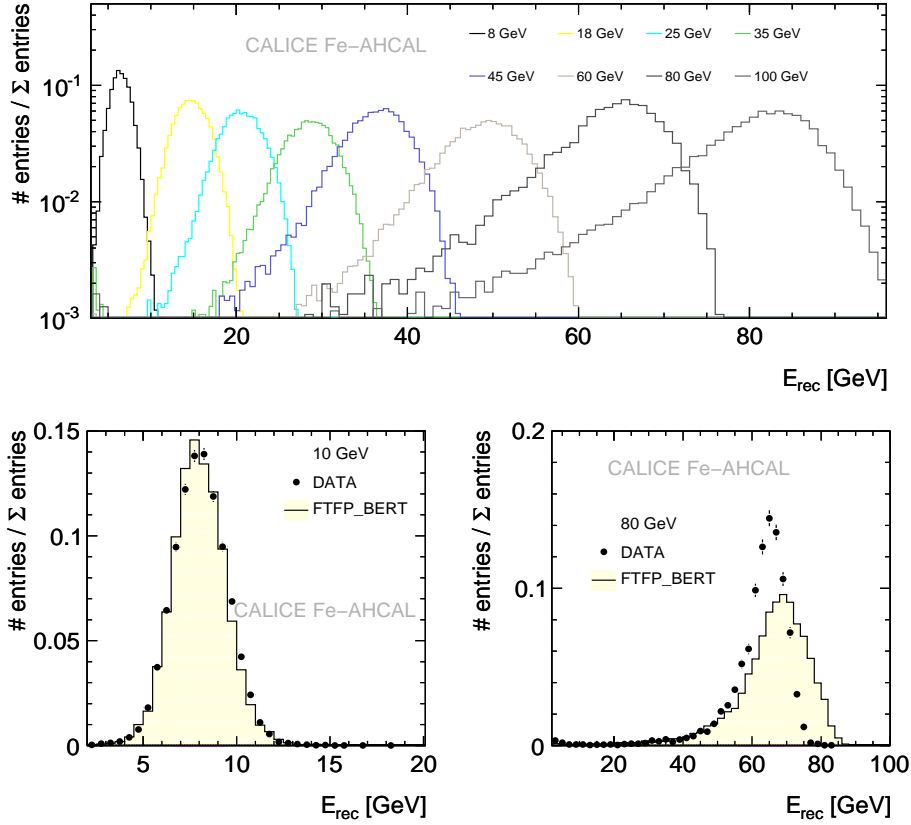 # entries / Σ entries
CALICE Fe−AHCAL
8 GeV 18 GeV 25 GeV 35 GeV
45 GeV 60 GeV 80 GeV 100 GeV
10⁻¹
10⁻²
10⁻³
20 40 60 80
E_rec [GeV]
# entries / Σ entries
0.15
0.1
0.05
0
10 GeV
DATA
FTFP_BERT
CALICE Fe−AHCAL
5 10 15 20
E_rec [GeV]
# entries / Σ entries
0.2
0.1
0
CALICE Fe−AHCAL
80 GeV
DATA
FTFP_BERT
20 40 60 80 100
E_rec [GeV]